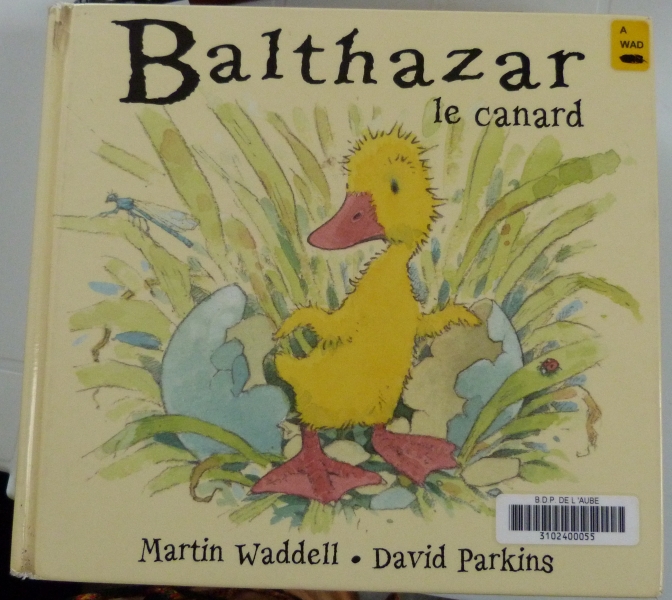 Balthazar
le canard
A
WAD
B.D.P. DE L'AUBE
3102400055
Martin Waddell • David Parkins